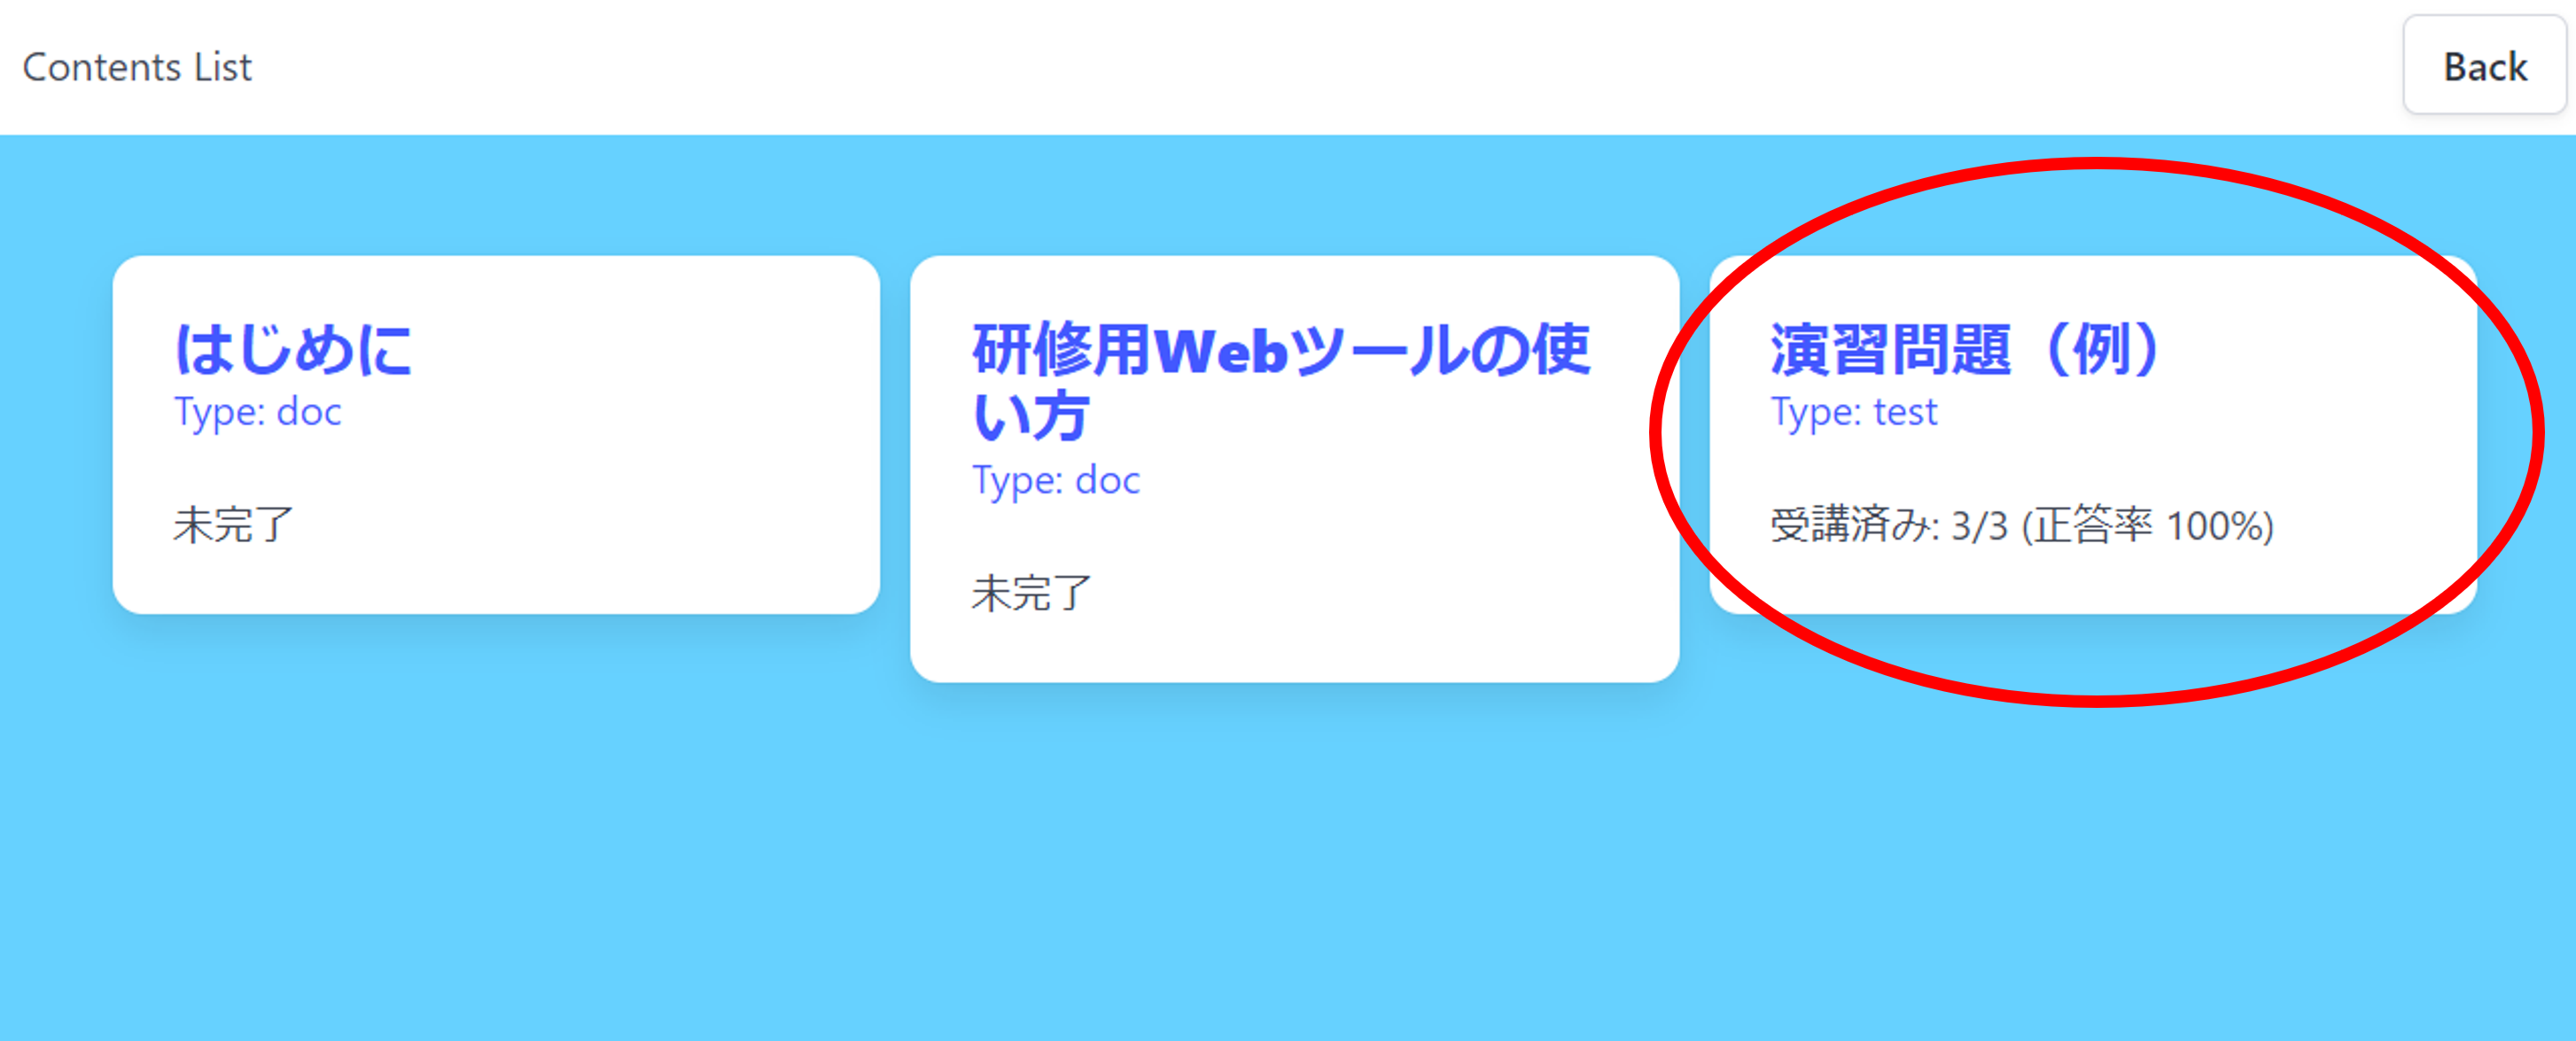 Contents List
Back
はじめに
Type: doc
未完了
研修用Webツールの使
い方
Type: doc
未完了
演習問題（例）
Type: test
受講済み: 3/3 (正答率 100%)